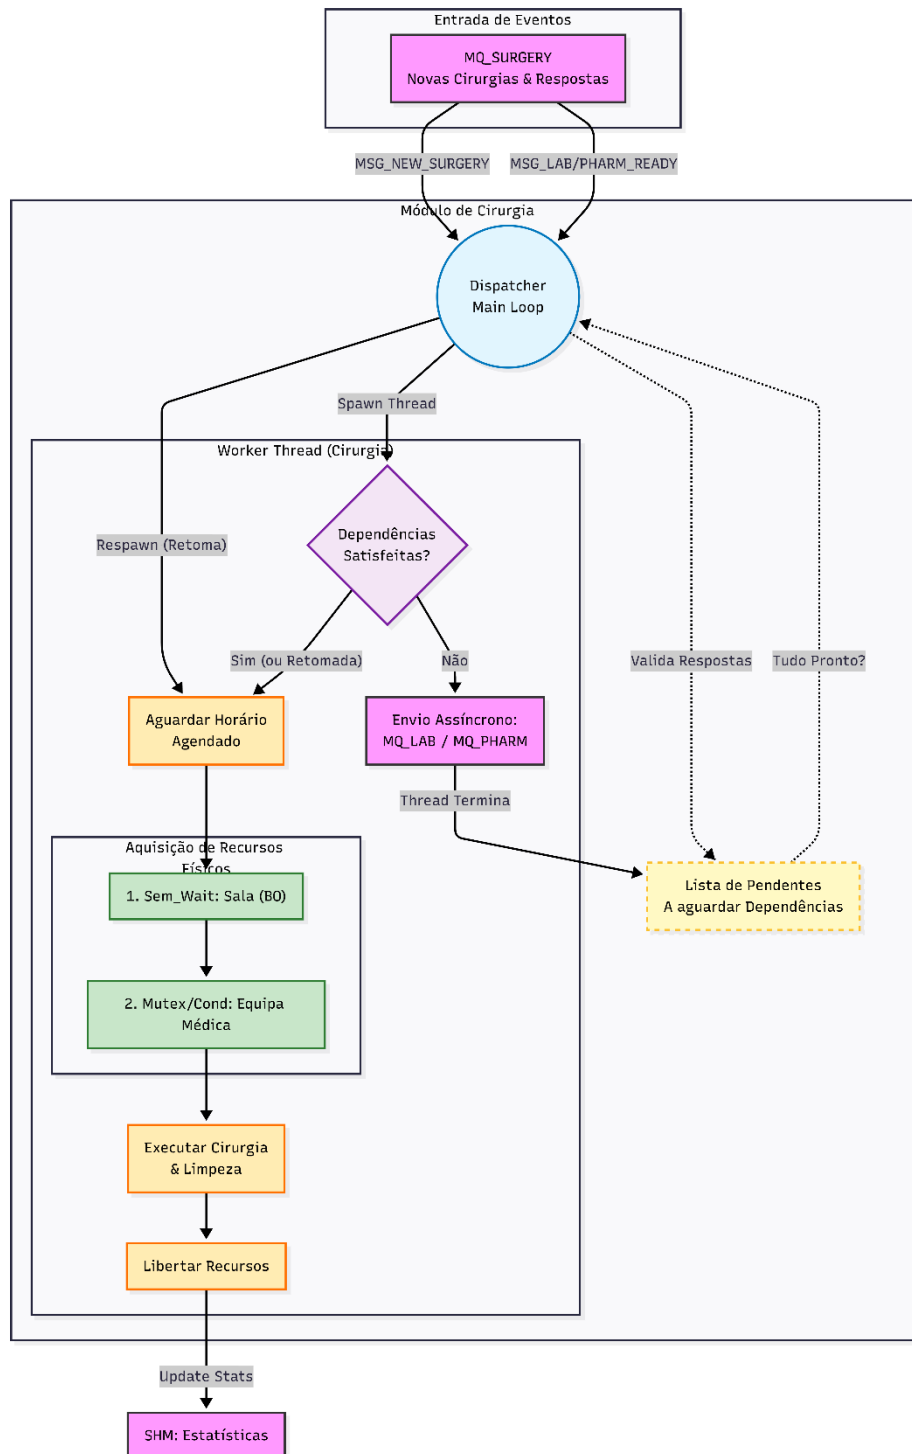 Entrada de Eventos
MQ_SURGERY
Novas Cirurgias & Respostas
MSG_NEW_SURGERY
MSG_LAB/PHARM_READY
Módulo de Cirurgia
Dispatcher
Main Loop
Spawn Thread
Worker Thread (Cirurgia)
Dependências
Satisfeitas?
Respawn (Retoma)
Sim (ou Retomada)
Não
Valida Respostas
Tudo Pronto?
Aguardar Horário
Agendado
Envio Assíncrono:
MQ_LAB / MQ_PHARM
Thread Termina
Aquisição de Recursos
Físicos
1. Sem_Wait: Sala (BO)
Lista de Pendentes
A aguardar Dependências
2. Mutex/Cond: Equipa
Médica
Executar Cirurgia
& Limpeza
Libertar Recursos
Update Stats
SHM: Estatísticas